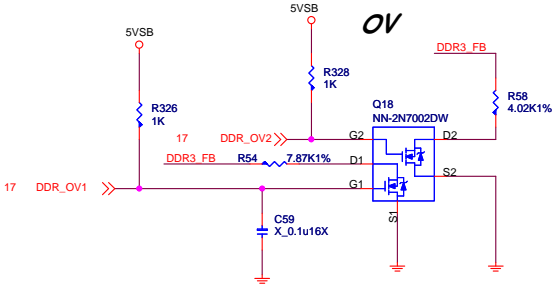 5VSB
OV
5VSB
DDR3_FB
R328
1K
R326
1K
R58
4.02K1%
Q18
NN-2N7002DW
17 DDR_OV2 G2 D2
DDR3_FB R54 7.87K1% D1
S2
17 DDR_OV1 G1
S1
C59
X_0.1u16X